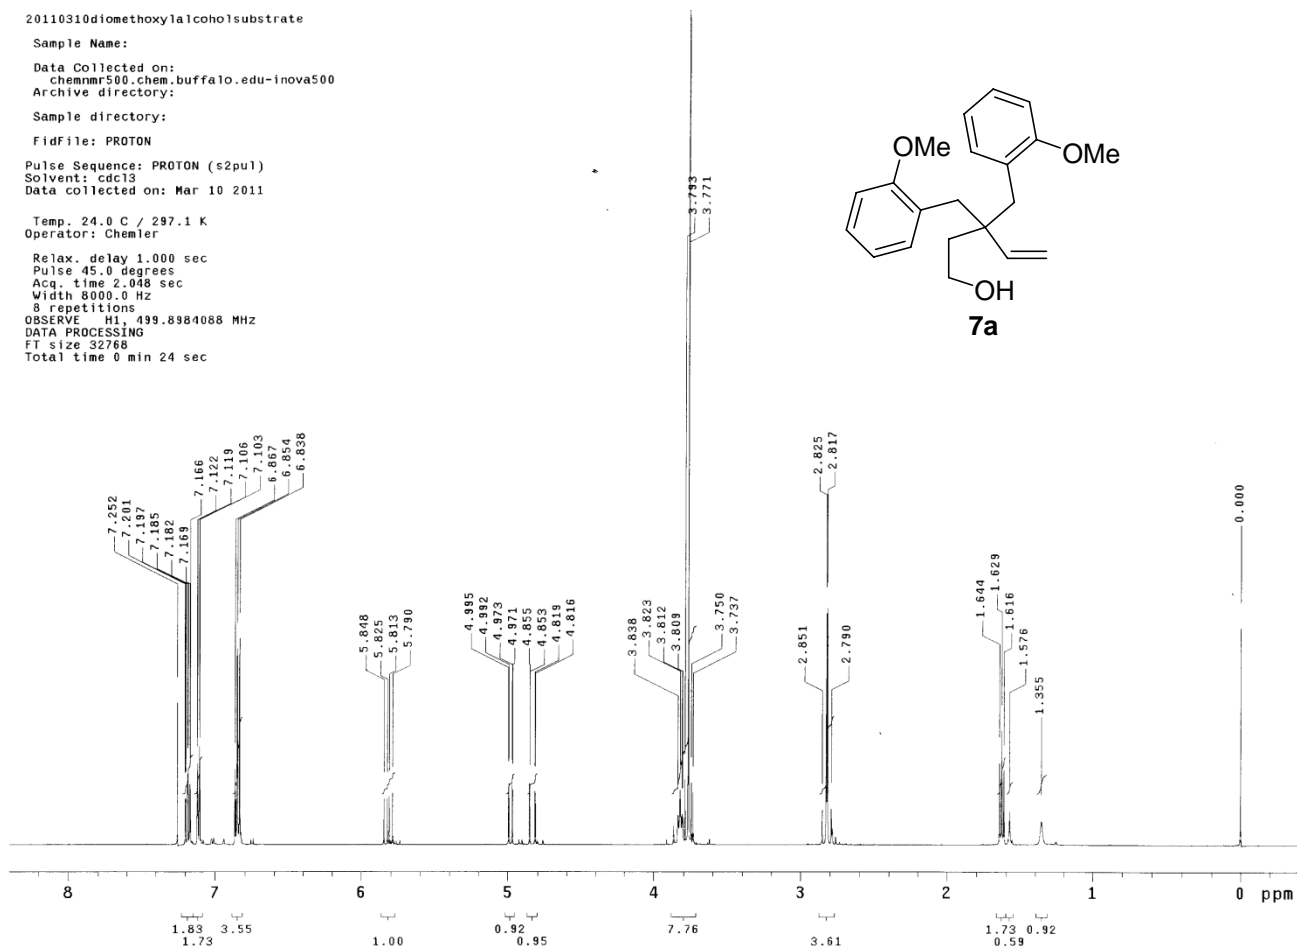 20110310diomethoxylalcoholsubstrate
Sample Name:
Data Collected on:
chemnmr500.chem.buffalo.edu-inova500
Archive directory:
Sample directory:
FidFile: PROTON
Pulse Sequence: PROTON (s2pul)
Solvent: cdcl3
Data collected on: Mar 10 2011
Temp. 24.0 C / 297.1 K
Operator: Chemler
Relax. delay 1.000 sec
Pulse 45.0 degrees
Acq. time 2.048 sec
Width 8000.0 Hz
8 repetitions
OBSERVE H1, 499.8984088 MHz
DATA PROCESSING
FT size 32768
Total time 0 min 24 sec
OMe
OMe
OH
7a
7.252
7.201
7.197
7.185
7.182
7.169
7.166
7.122
7.119
7.106
7.103
6.867
6.854
6.838
5.848
5.825
5.813
5.790
4.995
4.992
4.973
4.971
4.855
4.853
4.819
4.816
3.838
3.823
3.812
3.809
3.793
3.771
3.750
3.737
2.851
2.825
2.817
2.790
1.644
1.629
1.616
1.576
1.355
0.000
8 7 6 5 4 3 2 1 0 ppm
1.83 3.55 0.92 7.76 1.73 0.92
1.73 1.00 0.95 3.61 0.59